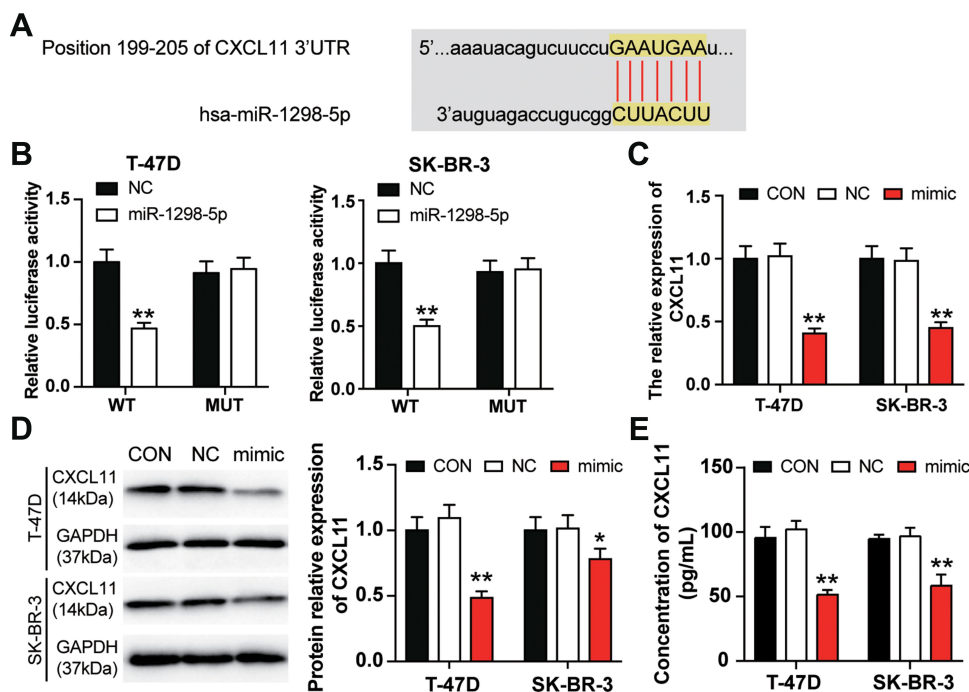 A
Position 199-205 of CXCL11 3'UTR
5'...aaauacagucuuccuGAAUGAAu...
hsa-miR-1298-5p
3'auguagaccugucggCUUACUU
B
T-47D
NC
miR-1298-5p
Relative luciferase acitivity
1.5
1.0
0.5
0.0
**
WT
MUT
SK-BR-3
NC
miR-1298-5p
Relative luciferase acitivity
1.5
1.0
0.5
0.0
**
WT
MUT
C
CON NC mimic
The relative expression of
CXCL11
1.5
1.0
0.5
0.0
**
**
T-47D
SK-BR-3
D
CON NC mimic
T-47D
CXCL11
(14kDa)
GAPDH
(37kDa)
SK-BR-3
CXCL11
(14kDa)
GAPDH
(37kDa)
CON NC mimic
Protein relative expression
of CXCL11
1.5
1.0
0.5
0.0
**
*
T-47D
SK-BR-3
E
CON NC mimic
Concentration of CXCL11
(pg/mL)
150
100
50
0
**
**
T-47D
SK-BR-3